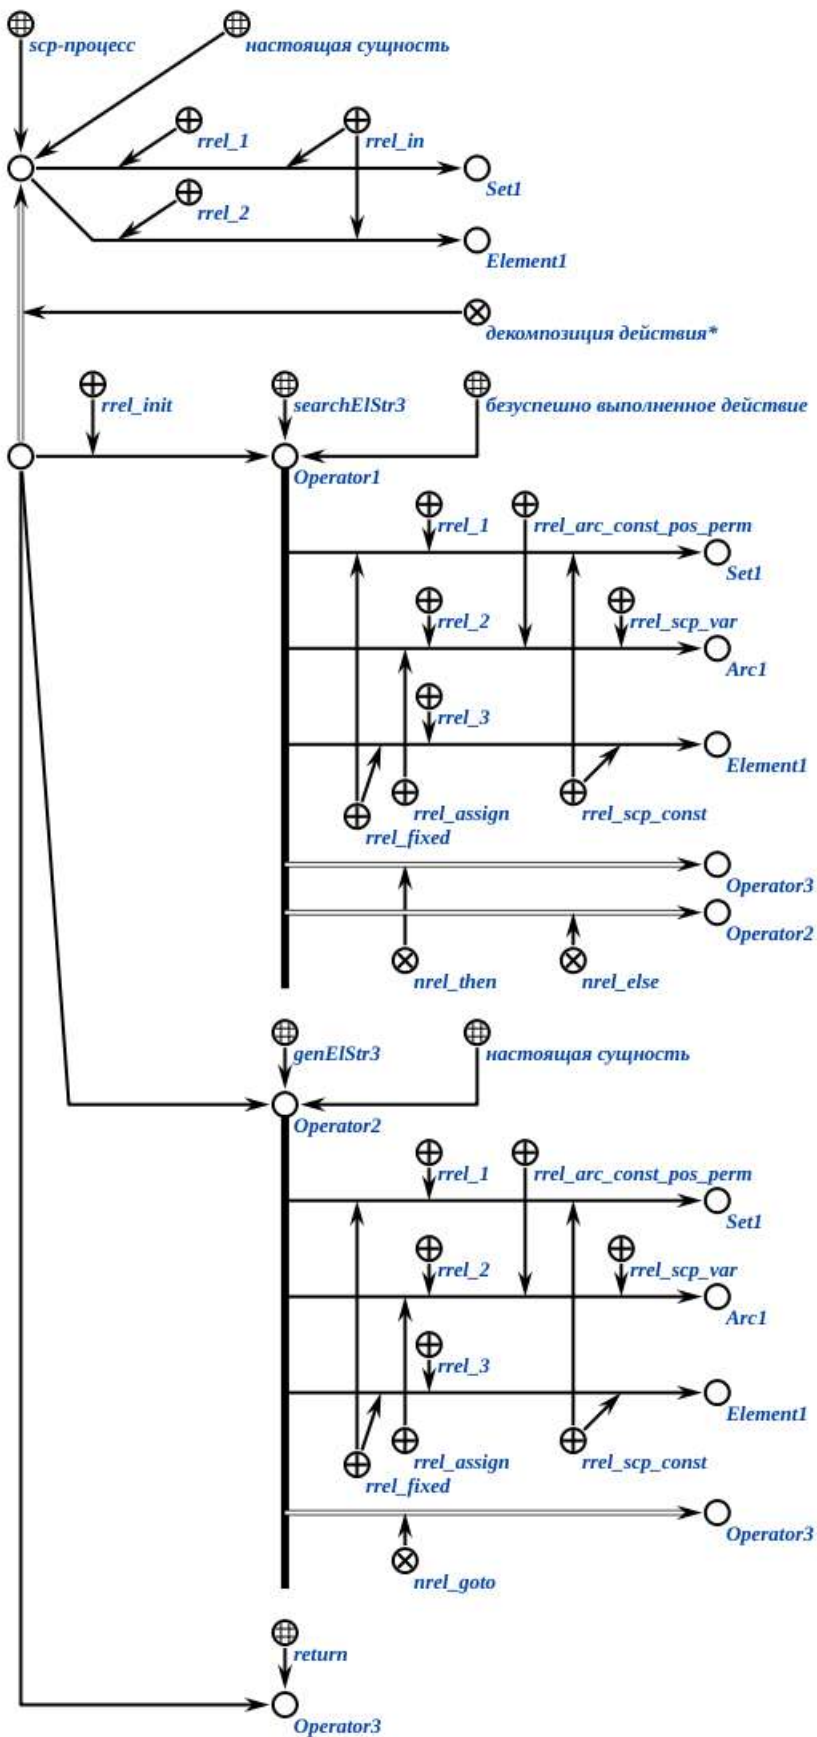 scp-процесс
настоящая сущность
rrel_1
rrel_in
Set1
rrel_2
Element1
декомпозиция действия*
rrel_init
searchElStr3
безуспешно выполненное действие
Operator1
rrel_1
rrel_arc_const_pos_perm
Set1
rrel_2
rrel_scp_var
Arc1
rrel_3
Element1
rrel_assign
rrel_scp_const
rrel_fixed
Operator3
Operator2
nrel_then
nrel_else
genElStr3
настоящая сущность
Operator2
rrel_1
rrel_arc_const_pos_perm
Set1
rrel_2
rrel_scp_var
Arc1
rrel_3
Element1
rrel_assign
rrel_scp_const
rrel_fixed
Operator3
nrel_goto
return
Operator3